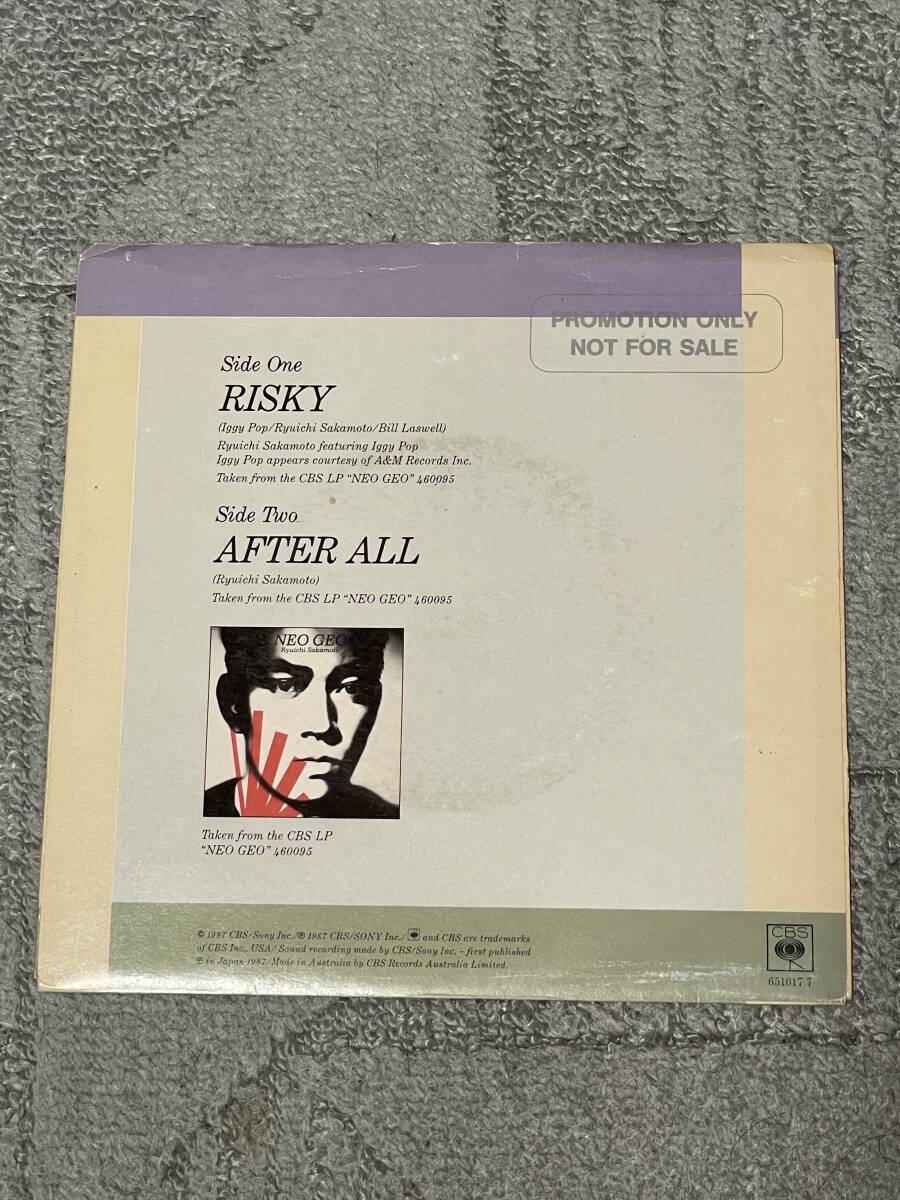 PROMOTION ONLY
NOT FOR SALE
Side One
RISKY
(Iggy Pop/Ryuichi Sakamoto/Bill Laswell)
Ryuichi Sakamoto featuring Iggy Pop
Iggy Pop appears courtesy of A&M Records Inc.
Taken from the CBS LP “NEO GEO” 460095
Side Two
AFTER ALL
(Ryuichi Sakamoto)
Taken from the CBS LP “NEO GEO” 460095
NEO GEO
Ryuichi Sakamoto
Taken from the CBS LP
“NEO GEO” 460095
© 1987 CBS/Sony Inc./℗ 1987 CBS/SONY Inc./ and CBS are trademarks
of CBS Inc., USA/ Sound recording made by CBS/Sony Inc. – first published
℗ in Japan 1987/Made in Australia by CBS Records Australia Limited.
CBS
651017 7